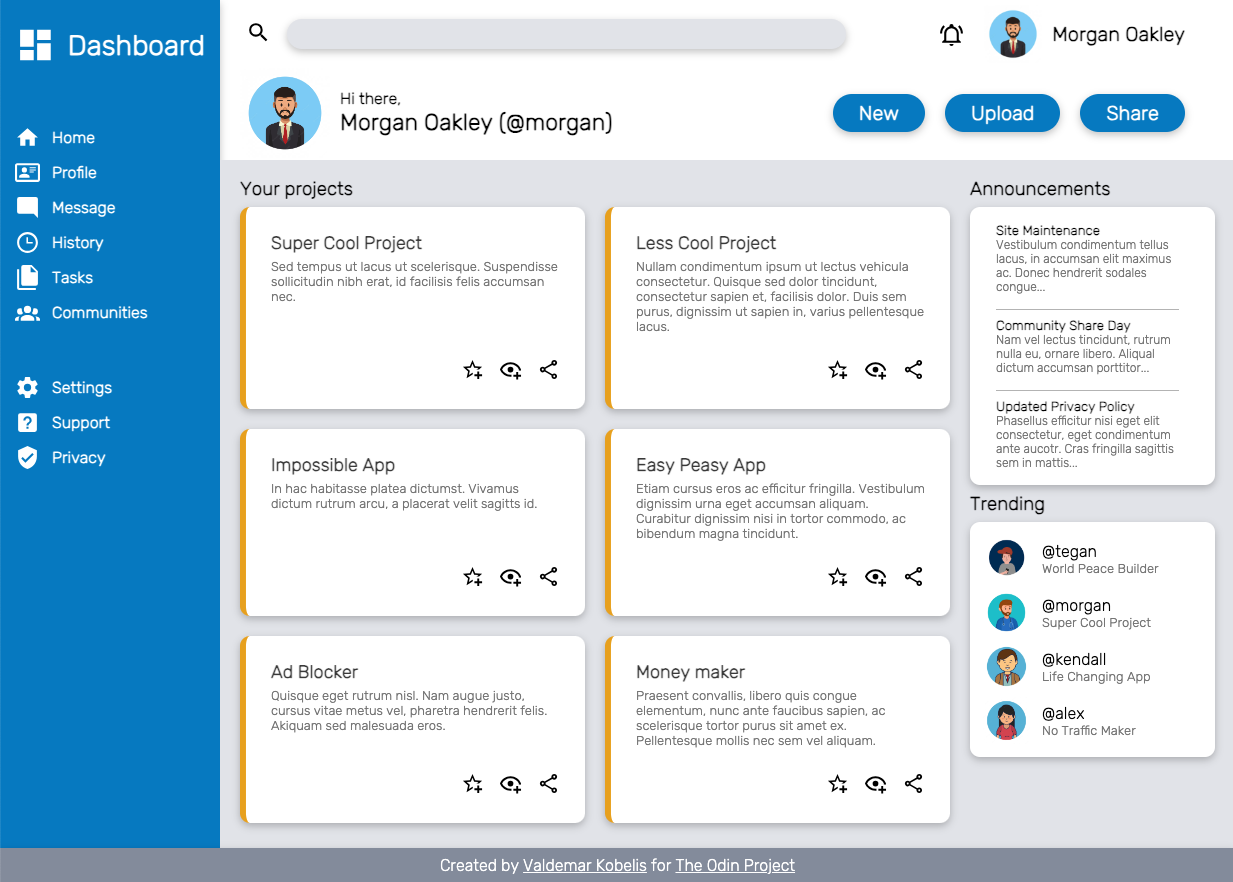 Dashboard
Home
Profile
Message
History
Tasks
Communities
Settings
Support
Privacy
Morgan Oakley
Hi there,
Morgan Oakley (@morgan)
New
Upload
Share
Your projects
Super Cool Project
Sed tempus ut lacus ut scelerisque. Suspendisse
sollicitudin nibh erat, id facilisis felis accumsan
nec.
Less Cool Project
Nullam condimentum ipsum ut lectus vehicula
consectetur. Quisque sed dolor tincidunt,
consectetur sapien et, facilisis dolor. Duis sem
purus, dignissim ut sapien in, varius pellentesque
lacus.
Impossible App
In hac habitasse platea dictumst. Vivamus
dictum rutrum arcu, a placerat velit sagitts id.
Easy Peasy App
Etiam cursus eros ac efficitur fringilla. Vestibulum
dignissim urna eget accumsan aliquam.
Curabitur dignissim nisi in tortor commodo, ac
bibendum magna tincidunt.
Ad Blocker
Quisque eget rutrum nisl. Nam augue justo,
cursus vitae metus vel, pharetra hendrerit felis.
Akiquam sed malesuada eros.
Money maker
Praesent convallis, libero quis congue
elementum, nunc ante faucibus sapien, ac
scelerisque tortor purus sit amet ex.
Pellentesque mollis nec sem vel aliquam.
Announcements
Site Maintenance
Vestibulum condimentum tellus
lacus, in accumsan elit maximus
ac. Donec hendrerit sodales
congue...
Community Share Day
Nam vel lectus tincidunt, rutrum
nulla eu, ornare libero. Aliqual
dictum accumsan porttitor...
Updated Privacy Policy
Phasellus efficitur nisi eget elit
consectetur, eget condimentum
ante aucotr. Cras fringilla sagittis
sem in mattis...
Trending
@tegan
World Peace Builder
@morgan
Super Cool Project
@kendall
Life Changing App
@alex
No Traffic Maker
Created by Valdemar Kobelis for The Odin Project